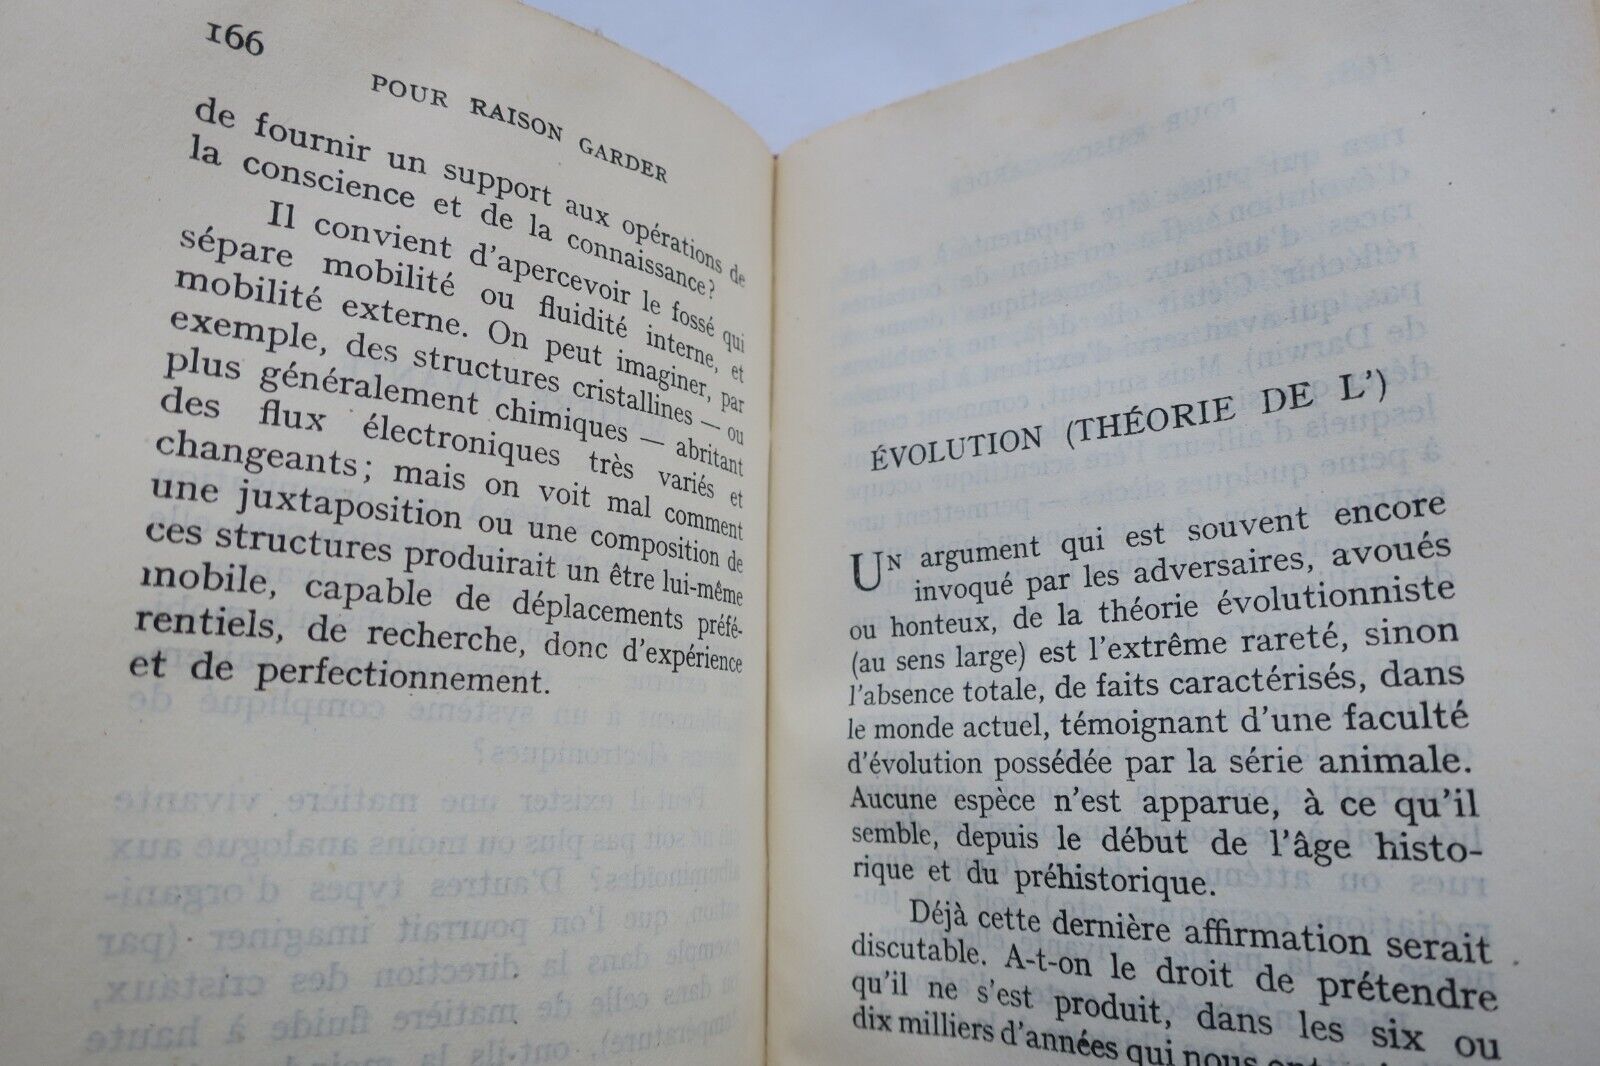 166
POUR RAISON GARDER
de fournir un support aux opérations de
la conscience et de la connaissance?
Il convient d'apercevoir le fossé qui
sépare mobilité ou fluidité interne, et
mobilité externe. On peut imaginer, par
exemple, des structures cristallines — ou
plus généralement chimiques — abritant
des flux électroniques très variés et
changeants; mais on voit mal comment
une juxtaposition ou une composition de
ces structures produirait un être lui-même
mobile, capable de déplacements préfé-
rentiels, de recherche, donc d'expérience
et de perfectionnement.
ÉVOLUTION (THÉORIE DE L')
UN argument qui est souvent encore
invoqué par les adversaires, avoués
ou honteux, de la théorie évolutionniste
(au sens large) est l'extrême rareté, sinon
l'absence totale, de faits caractérisés, dans
le monde actuel, témoignant d'une faculté
d'évolution possédée par la série animale.
Aucune espèce n'est apparue, à ce qu'il
semble, depuis le début de l'âge histo-
rique et du préhistorique.
Déjà cette dernière affirmation serait
discutable. A-t-on le droit de prétendre
qu'il ne s'est produit, dans les six ou
dix milliers d'années qui nous ont